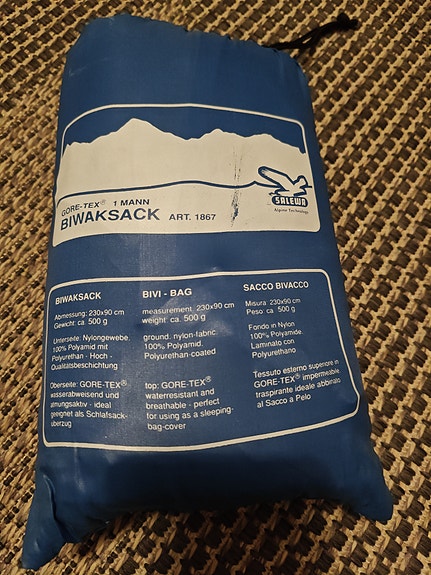 GORE-TEX® 1 MANN
BIWAKSACK ART. 1867
SALEWA
Alpine Technology
BIWAKSACK
Abmessung: 230x90 cm
Gewicht: ca. 500 g
Unterseite: Nylongewebe.
100% Polyamid mit
Polyurethan - Hoch -
Qualitätsbeschichtung
Oberseite: GORE-TEX®
wasserabweisend und
atmungsaktiv - ideal
geeignet als Schlafsack-
überzug
BIVI - BAG
measurement: 230x90 cm
weight: ca. 500 g
ground: nylon-fabric.
100% Polyamid.
Polyurethan-coated
top: GORE-TEX®
waterresistant and
breathable - perfect
for using as a sleeping-
bag-cover
SACCO BIVACCO
Misura: 230x90 cm
Peso: ca. 500 g
Fondo in Nylon
100% Polyamide.
Laminato con
Polyuretano
Tessuto esterno superiore in
GORE-TEX® impermeabile
traspirante ideale abbinato
al Sacco a Pelo